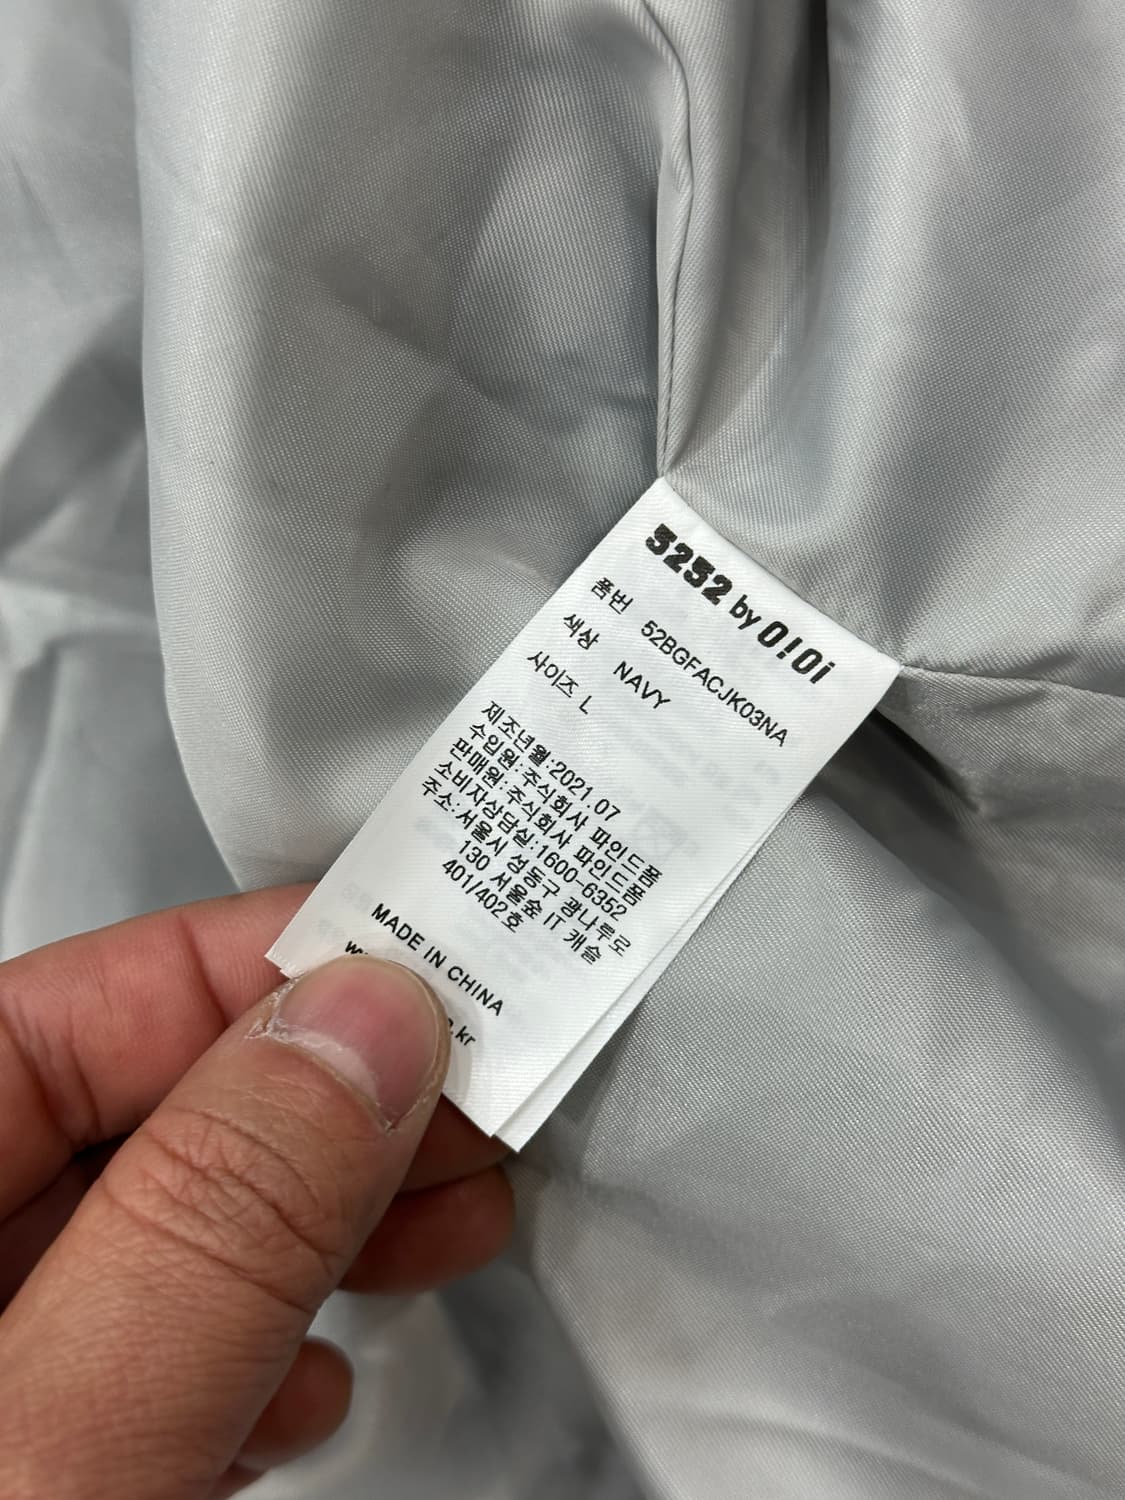 5252 by O!Oi
품번 52BGFACJK03NA
색상 NAVY
사이즈 L
제조년월:2021.07
수입원:주식회사 파인드폼
판매원:주식회사 파인드폼
소비자상담실:1600-6352
주소:서울시 성동구 광나루로
130 서울숲 IT 캐슬
401/402호
MADE IN CHINA
.kr